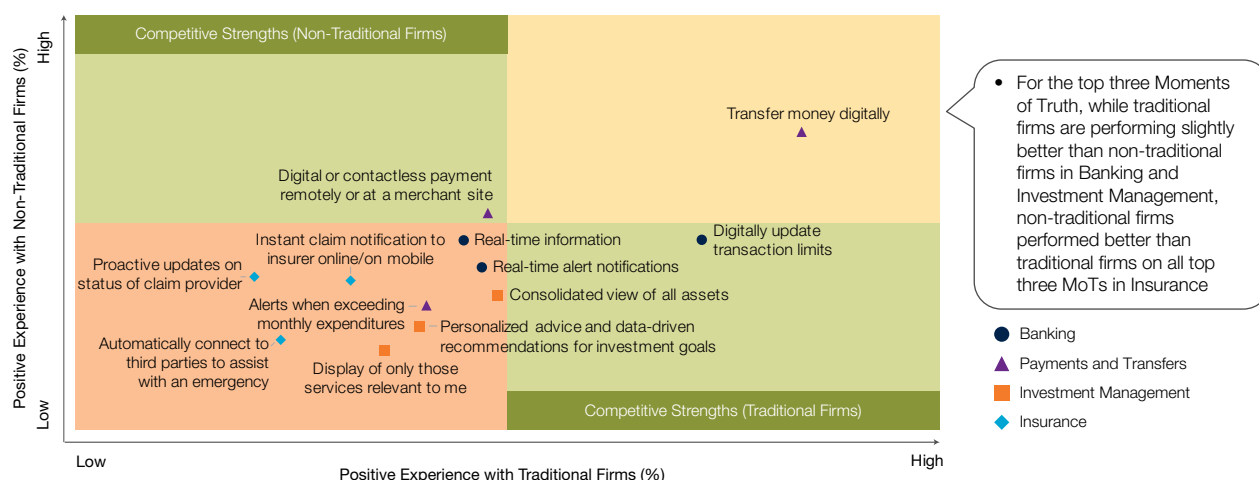 Positive Experience with Non-Traditional Firms (%)
High
Low
Competitive Strengths (Non-Traditional Firms)
Transfer money digitally
Digital or contactless payment
remotely or at a merchant site
Instant claim notification to
insurer online/on mobile
Real-time information
Digitally update
transaction limits
Proactive updates on
status of claim provider
Real-time alert notifications
Consolidated view of all assets
Alerts when exceeding
monthly expenditures
Personalized advice and data-driven
recommendations for investment goals
Automatically connect to
third parties to assist
with an emergency
Display of only those
services relevant to me
Competitive Strengths (Traditional Firms)
Low
High
Positive Experience with Traditional Firms (%)
• For the top three Moments
of Truth, while traditional
firms are performing slightly
better than non-traditional
firms in Banking and
Investment Management,
non-traditional firms
performed better than
traditional firms on all top
three MoTs in Insurance
Banking
Payments and Transfers
Investment Management
Insurance